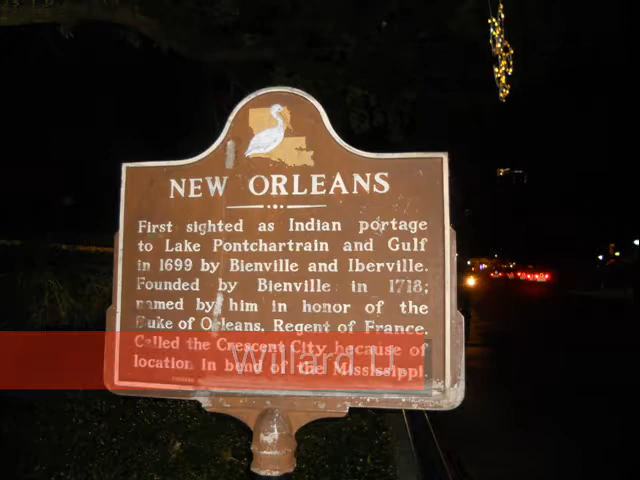 NEW ORLEANS
First sighted as Indian portage
to Lake Pontchartrain and Gulf
in 1699 by Bienville and Iberville.
Founded by Bienville in 1718;
named by him in honor of the
Duke of Orleans, Regent of France.
Called the Crescent City because of
location in bend of the Mississippi.
Willard U.